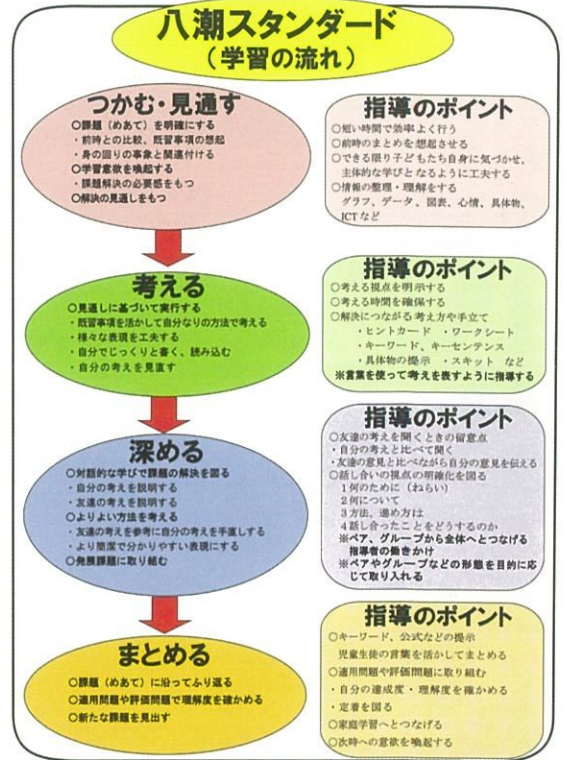 八潮スタンダード
（学習の流れ）
つかむ・見通す
○課題（めあて）を明確にする
・前時との比較、既習事項の想起
・身の回りの事象と関連付ける
○学習意欲を喚起する
・課題解決の必要感をもつ
○解決の見通しをもつ
指導のポイント
○短い時間で効率よく行う
○前時のまとめを想起させる
○できる限り子どもたち自身に気づかせ、
主体的な学びとなるように工夫する
○情報の整理・理解をする
グラフ、データ、図表、心情、具体物、
ICTなど
考える
○見通しに基づいて実行する
・既習事項を活かして自分なりの方法で考える
・様々な表現を工夫する
・自分でじっくりと書く、読み込む
・自分の考えを見直す
指導のポイント
○考える視点を明示する
○考える時間を確保する
○解決につながる考え方や手立て
・ヒントカード ・ワークシート
・キーワード、キーセンテンス
・具体物の提示 ・スキット など
※言葉を使って考えを表すように指導する
深める
○対話的な学びで課題の解決を図る
・自分の考えを説明する
・友達の考えを説明する
○よりよい方法を考える
・友達の考えを参考に自分の考えを手直しする
・より簡潔で分かりやすい表現にする
○発展課題に取り組む
指導のポイント
○友達の考えを聞くときの留意点
・自分の考えと比べて聞く
・友達の意見と比べながら自分の意見を伝える
○話し合いの視点の明確化を図る
1何のために（ねらい）
2何について
3方法、進め方は
4話し合ったことをどうするのか
※ペア、グループから全体へとつなげる
指導者の働きかけ
※ペアやグループなどの形態を目的に応
じて取り入れる
まとめる
○課題（めあて）に沿ってふり返る
○適用問題や評価問題で理解度を確かめる
○新たな課題を見出す
指導のポイント
○キーワード、公式などの提示
児童生徒の言葉を活かしてまとめる
○適用問題や評価問題に取り組む
・自分の達成度・理解度を確かめる
・定着を図る
○家庭学習へとつなげる
○次時への意欲を喚起する